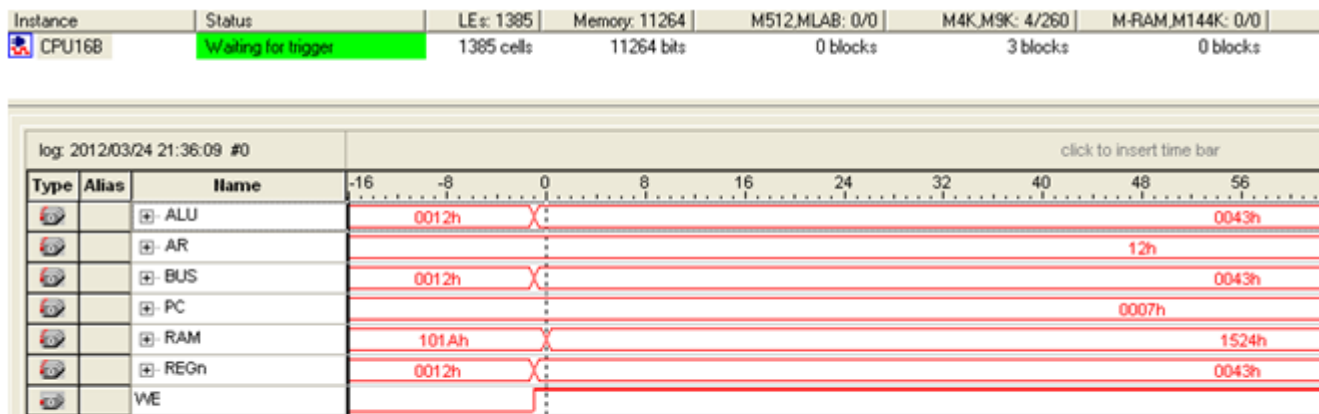 Instance Status LEs: 1385 Memory: 11264 M512,MLAB: 0/0 M4K,M9K: 4/260 M-RAM,M144K: 0/0
CPU16B Waiting for trigger 1385 cells 11264 bits 0 blocks 3 blocks 0 blocks
log: 2012/03/24 21:36:09 #0 click to insert time bar
Type Alias Name -16 -8 0 8 16 24 32 40 48 56
ALU 0012h 0043h
AR 12h
BUS 0012h 0043h
PC 0007h
RAM 101Ah 1524h
REGn 0012h 0043h
WE